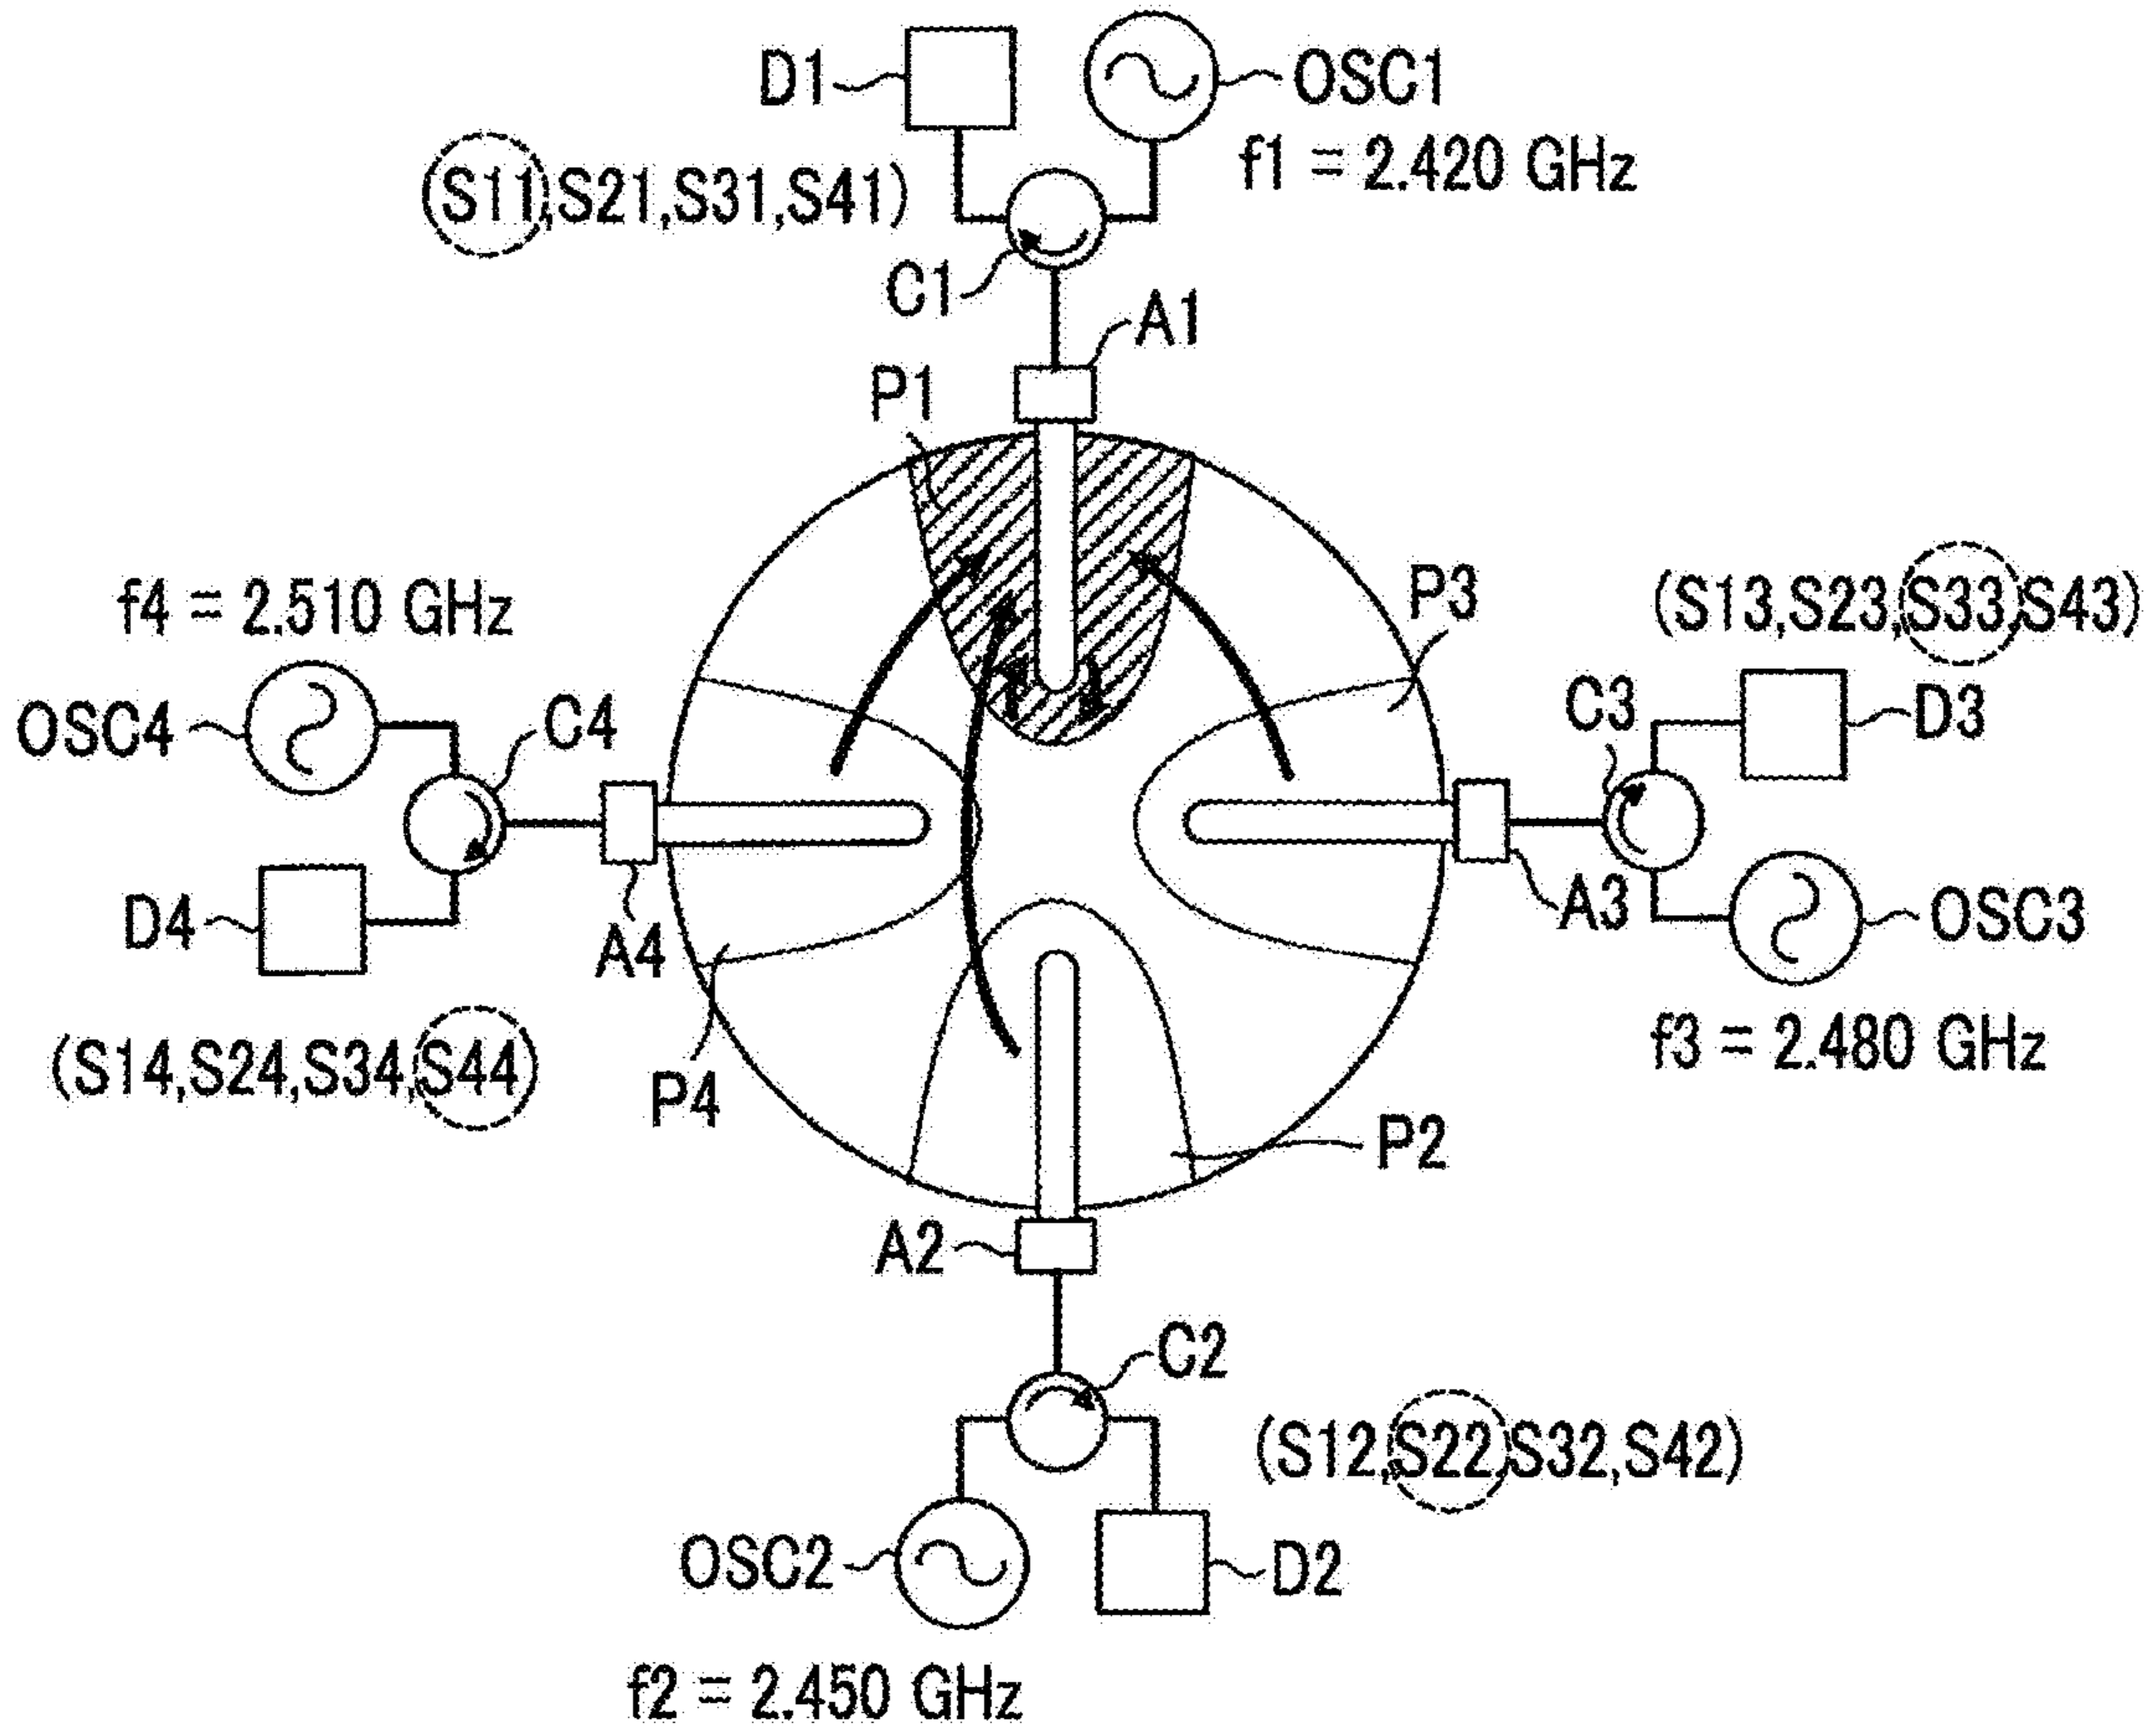 D1
OSC1
f1 = 2.420 GHz
(S11,S21,S31,S41)
C1
A1
P1
P3
(S13,S23,S33,S43)
f4 = 2.510 GHz
C3
D3
OSC4
C4
D4
A4
A3
OSC3
f3 = 2.480 GHz
(S14,S24,S34,S44)
P4
P2
A2
C2
(S12,S22,S32,S42)
OSC2
D2
f2 = 2.450 GHz